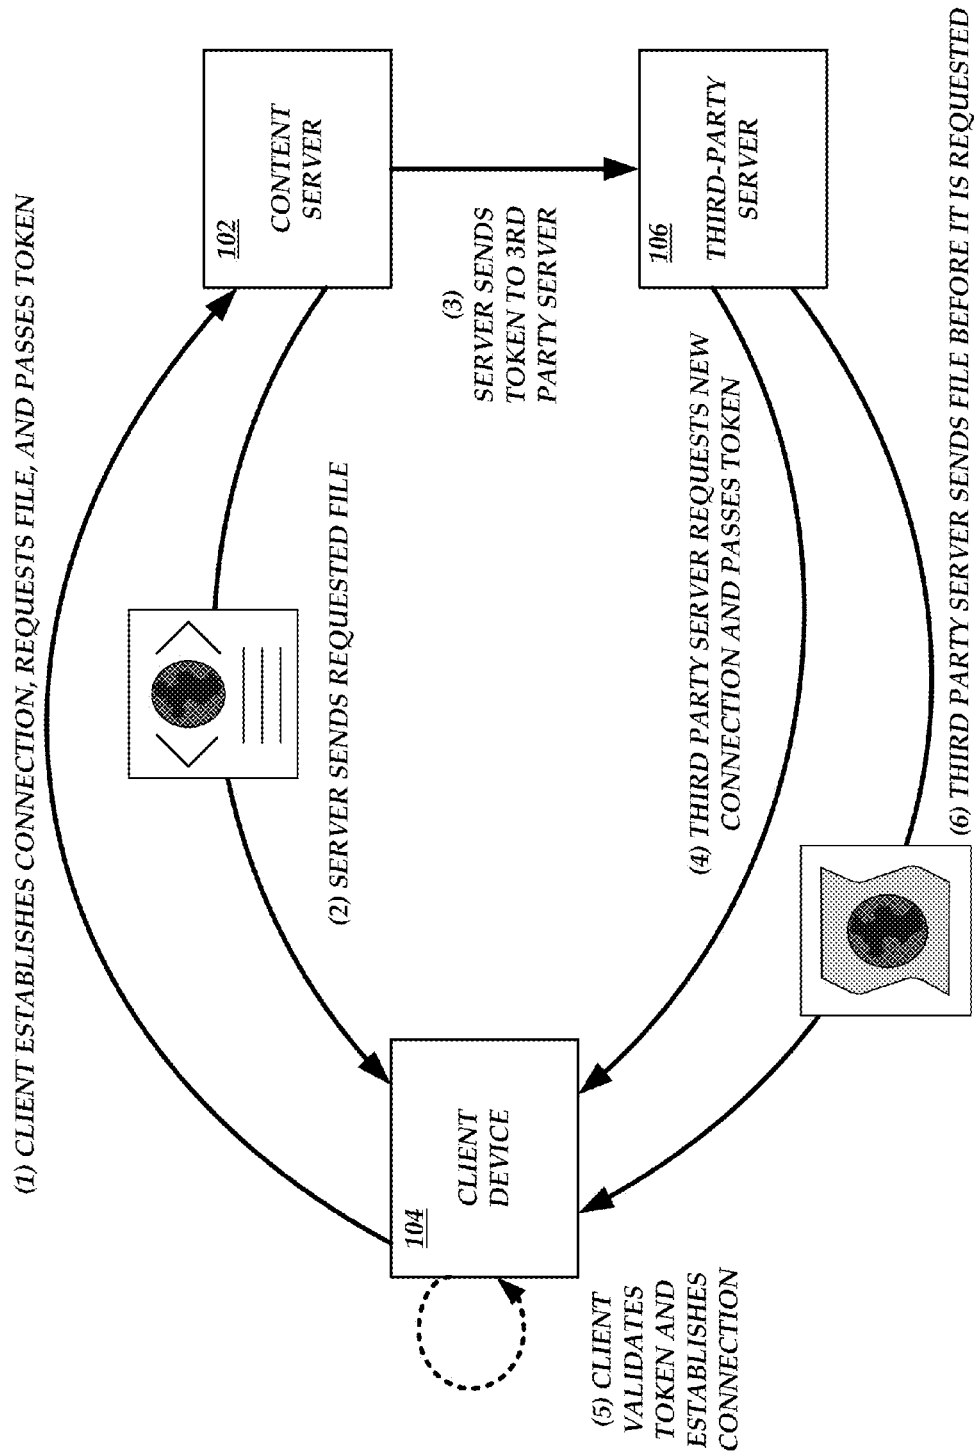 (1) CLIENT ESTABLISHES CONNECTION, REQUESTS FILE, AND PASSES TOKEN
102
CONTENT
SERVER
(2) SERVER SENDS REQUESTED FILE
(3)
SERVER SENDS
TOKEN TO 3RD
PARTY SERVER
104
CLIENT
DEVICE
106
THIRD-PARTY
SERVER
(4) THIRD PARTY SERVER REQUESTS NEW
CONNECTION AND PASSES TOKEN
(5) CLIENT
VALIDATES
TOKEN AND
ESTABLISHES
CONNECTION
(6) THIRD PARTY SERVER SENDS FILE BEFORE IT IS REQUESTED